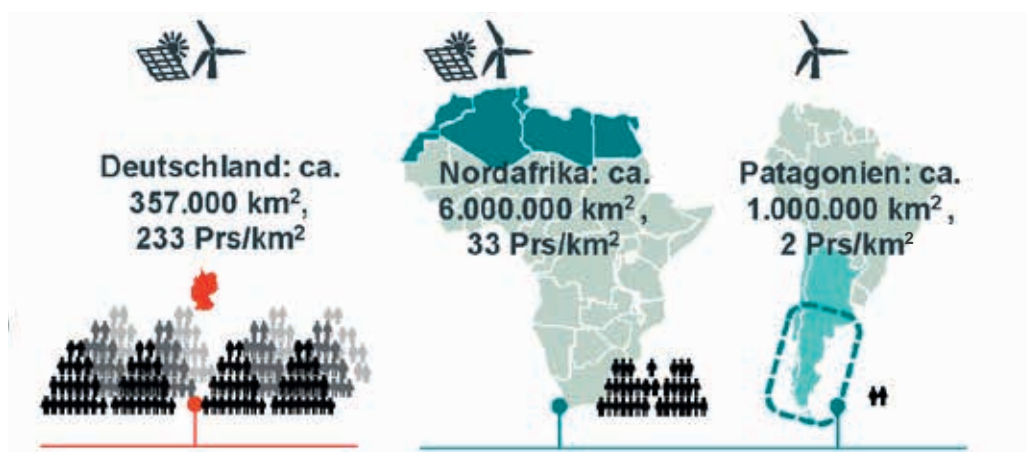 Deutschland: ca.
357.000 km²,
233 Prs/km²
Nordafrika: ca.
6.000.000 km²,
33 Prs/km²
Patagonien: ca.
1.000.000 km²,
2 Prs/km²